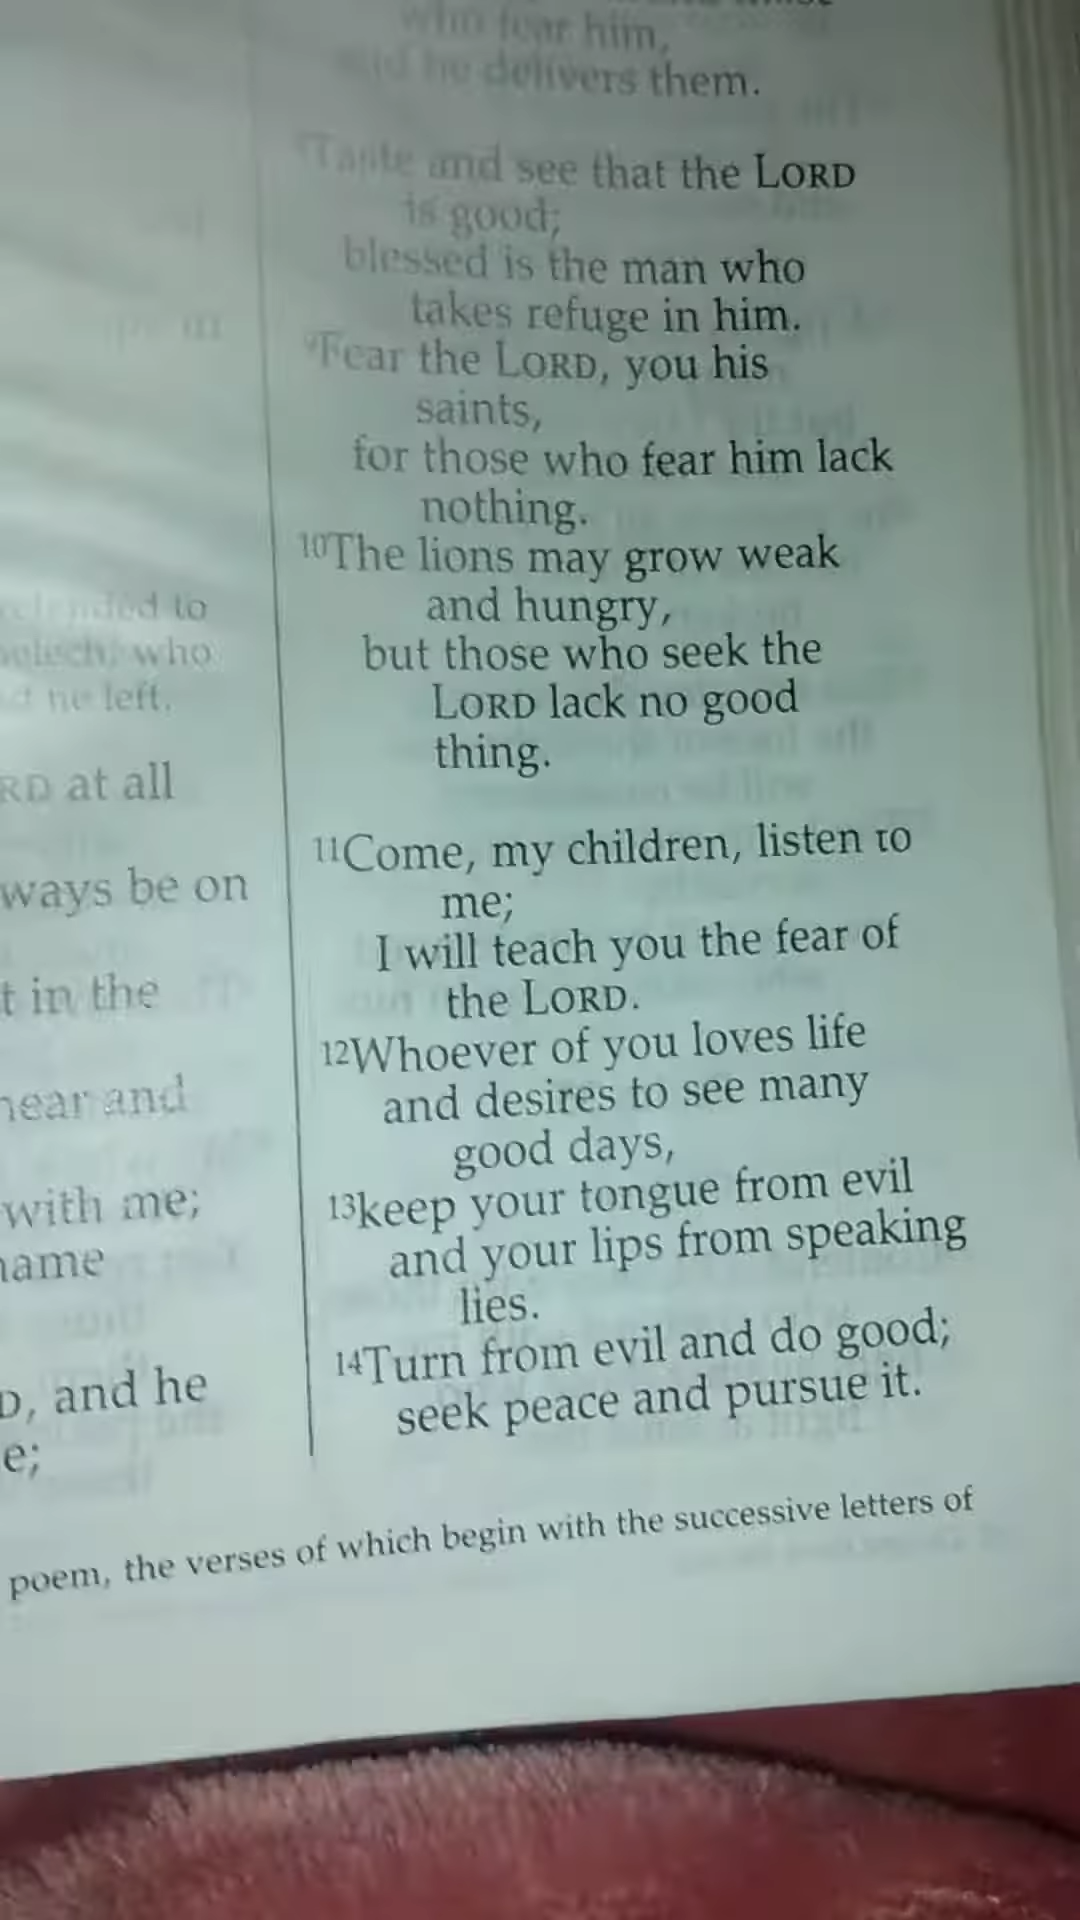 ended to
who
he left.
RD at all
ways be on
t in the
hear and
with me;
name
D, and he
e;
who fear him,
and he delivers them.
Taste and see that the LORD
is good;
blessed is the man who
takes refuge in him.
9Fear the LORD, you his
saints,
for those who fear him lack
nothing.
10The lions may grow weak
and hungry,
but those who seek the
LORD lack no good
thing.
11Come, my children, listen to
me;
I will teach you the fear of
the LORD.
12Whoever of you loves life
and desires to see many
good days,
13keep your tongue from evil
and your lips from speaking
lies.
14Turn from evil and do good;
seek peace and pursue it.
poem, the verses of which begin with the successive letters of